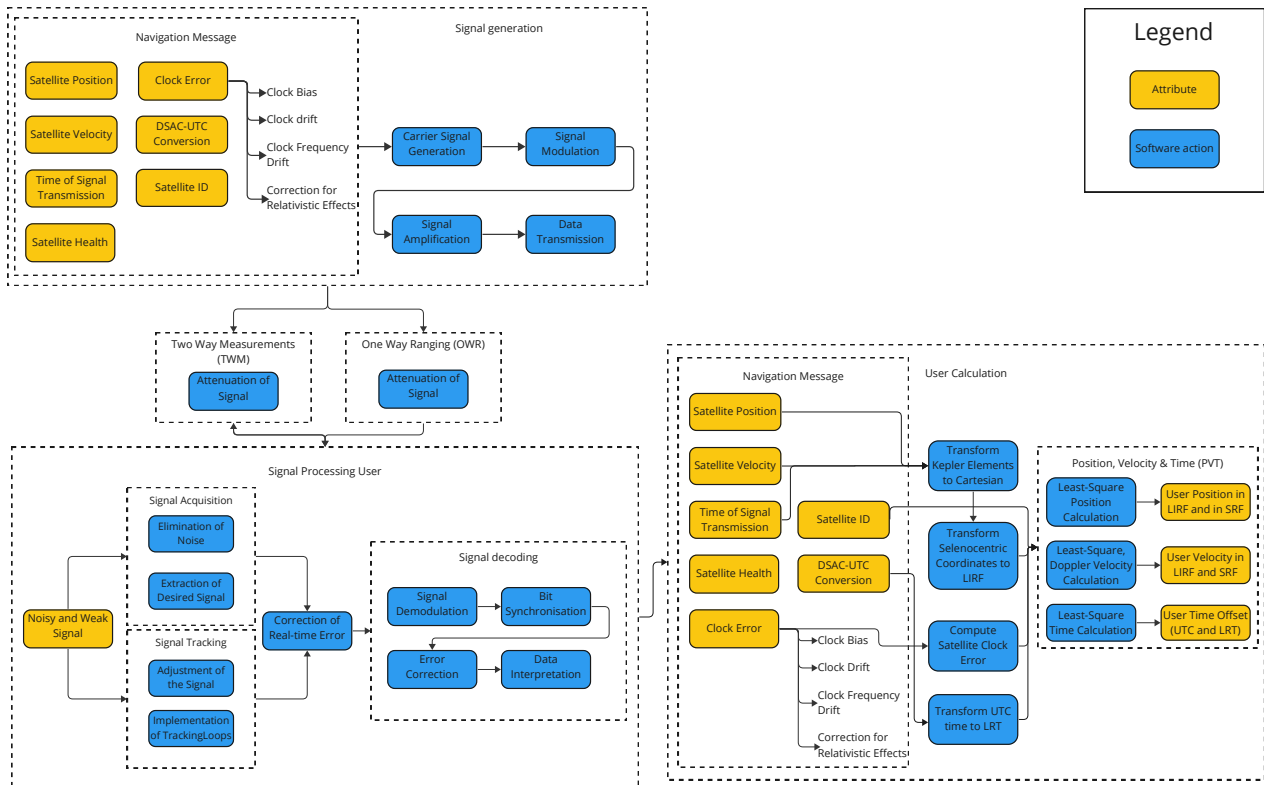 Signal generation
Navigation Message
Satellite Position
Clock Error
Clock Bias
Clock drift
Clock Frequency
Drift
Correction for
Relativistic Effects
Satellite Velocity
DSAC-UTC
Conversion
Time of Signal
Transmission
Satellite ID
Satellite Health
Carrier Signal
Generation
Signal
Modulation
Signal
Amplification
Data
Transmission
Legend
Attribute
Software action
Two Way Measurements
(TWM)
Attenuation of
Signal
One Way Ranging (OWR)
Attenuation of
Signal
Signal Processing User
Noisy and Weak
Signal
Signal Acquisition
Elimination of
Noise
Extraction of
Desired Signal
Signal Tracking
Adjustment of
the Signal
Implementation
of TrackingLoops
Correction of
Real-time Error
Signal decoding
Signal
Demodulation
Bit
Synchronisation
Error
Correction
Data
Interpretation
User Calculation
Navigation Message
Satellite Position
Satellite Velocity
Time of Signal
Transmission
Satellite ID
Satellite Health
DSAC-UTC
Conversion
Clock Error
Clock Bias
Clock Drift
Clock Frequency
Drift
Correction for
Relativistic Effects
Transform
Kepler Elements
to Cartesian
Transform
Selenocentric
Coordinates to
LIRF
Compute
Satellite Clock
Error
Transform UTC
time to LRT
Position, Velocity & Time (PVT)
Least-Square
Position
Calculation
User Position in
LIRF and in SRF
Least-Square,
Doppler Velocity
Calculation
User Velocity in
LIRF and SRF
Least-Square
Time Calculation
User Time Offset
(UTC and LRT)